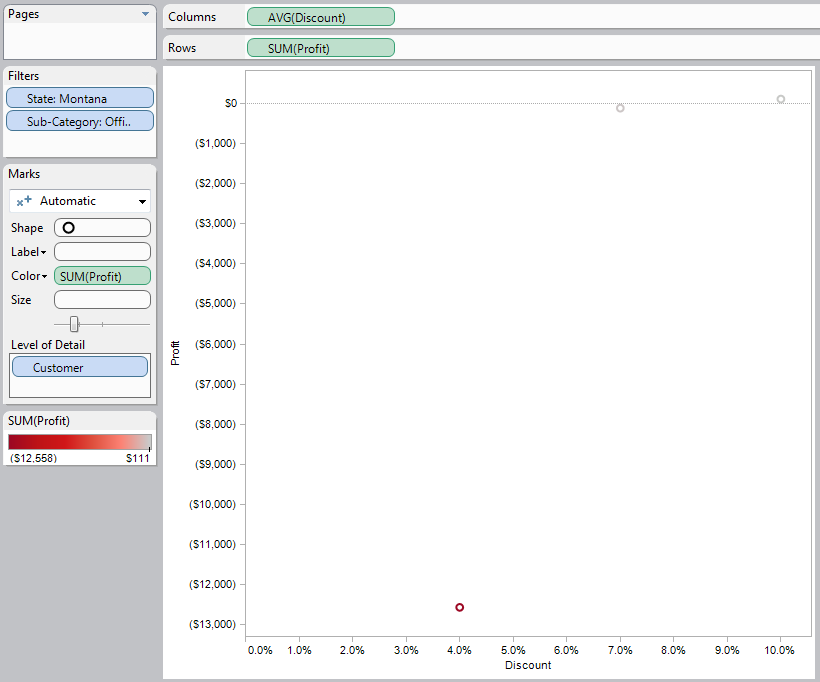 Pages
Columns
AVG(Discount)
Rows
SUM(Profit)
Filters
State: Montana
Sub-Category: Offi..
Marks
Automatic
Shape
Label
Color
SUM(Profit)
Size
Level of Detail
Customer
SUM(Profit)
($12,558) $111
Profit
$0
($1,000)
($2,000)
($3,000)
($4,000)
($5,000)
($6,000)
($7,000)
($8,000)
($9,000)
($10,000)
($11,000)
($12,000)
($13,000)
0.0% 1.0% 2.0% 3.0% 4.0% 5.0% 6.0% 7.0% 8.0% 9.0% 10.0%
Discount